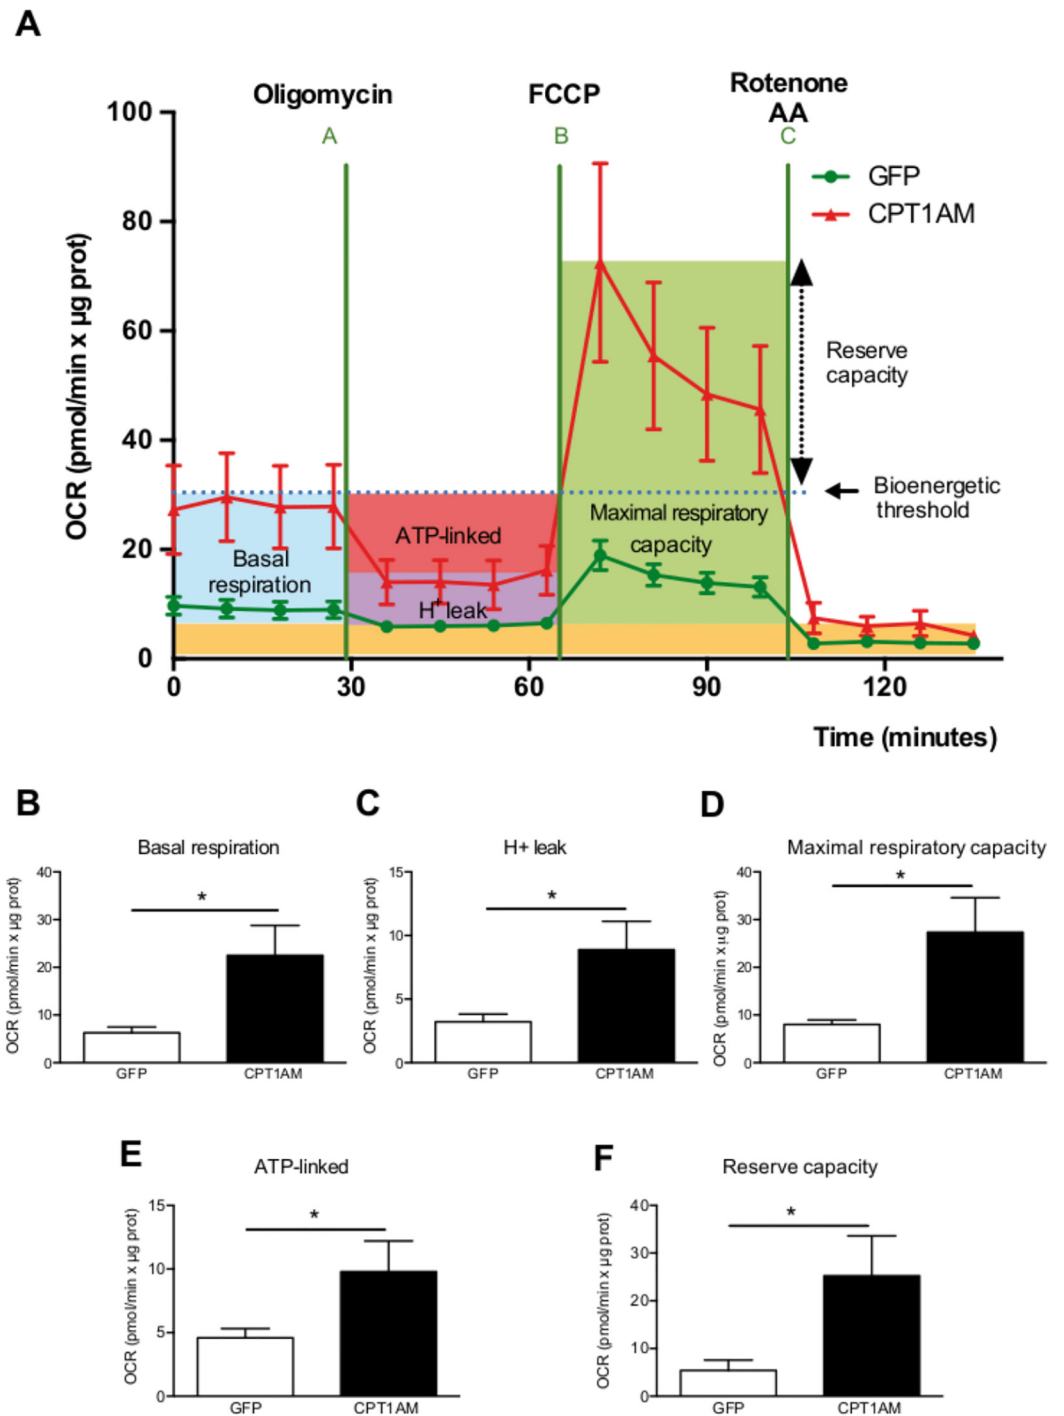 A
Oligomycin
FCCP
Rotenone
AA
A
B
C
GFP
CPT1AM
OCR (pmol/min x µg prot)
100
80
60
40
20
0
Reserve
capacity
Bioenergetic
threshold
ATP-linked
Maximal respiratory
capacity
Basal
respiration
H+ leak
0
30
60
90
120
Time (minutes)
B
Basal respiration
OCR (pmol/min x µg prot)
40
30
20
10
0
*
GFP
CPT1AM
C
H+ leak
OCR (pmol/min x µg prot)
15
10
5
0
*
GFP
CPT1AM
D
Maximal respiratory capacity
OCR (pmol/min x µg prot)
40
30
20
10
0
*
GFP
CPT1AM
E
ATP-linked
OCR (pmol/min x µg prot)
15
10
5
0
*
GFP
CPT1AM
F
Reserve capacity
OCR (pmol/min x µg prot)
40
30
20
10
0
*
GFP
CPT1AM